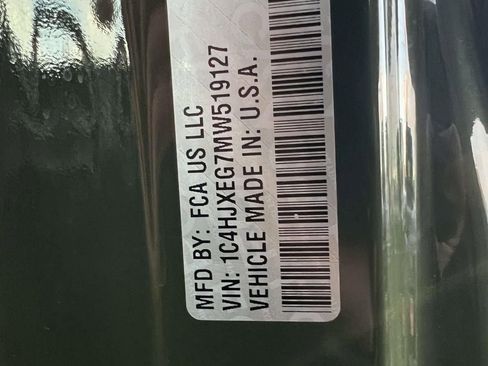 MFD BY: FCA US LLC
VIN: 1C4HJXEG7MW519127
VEHICLE MADE IN: U.S.A.